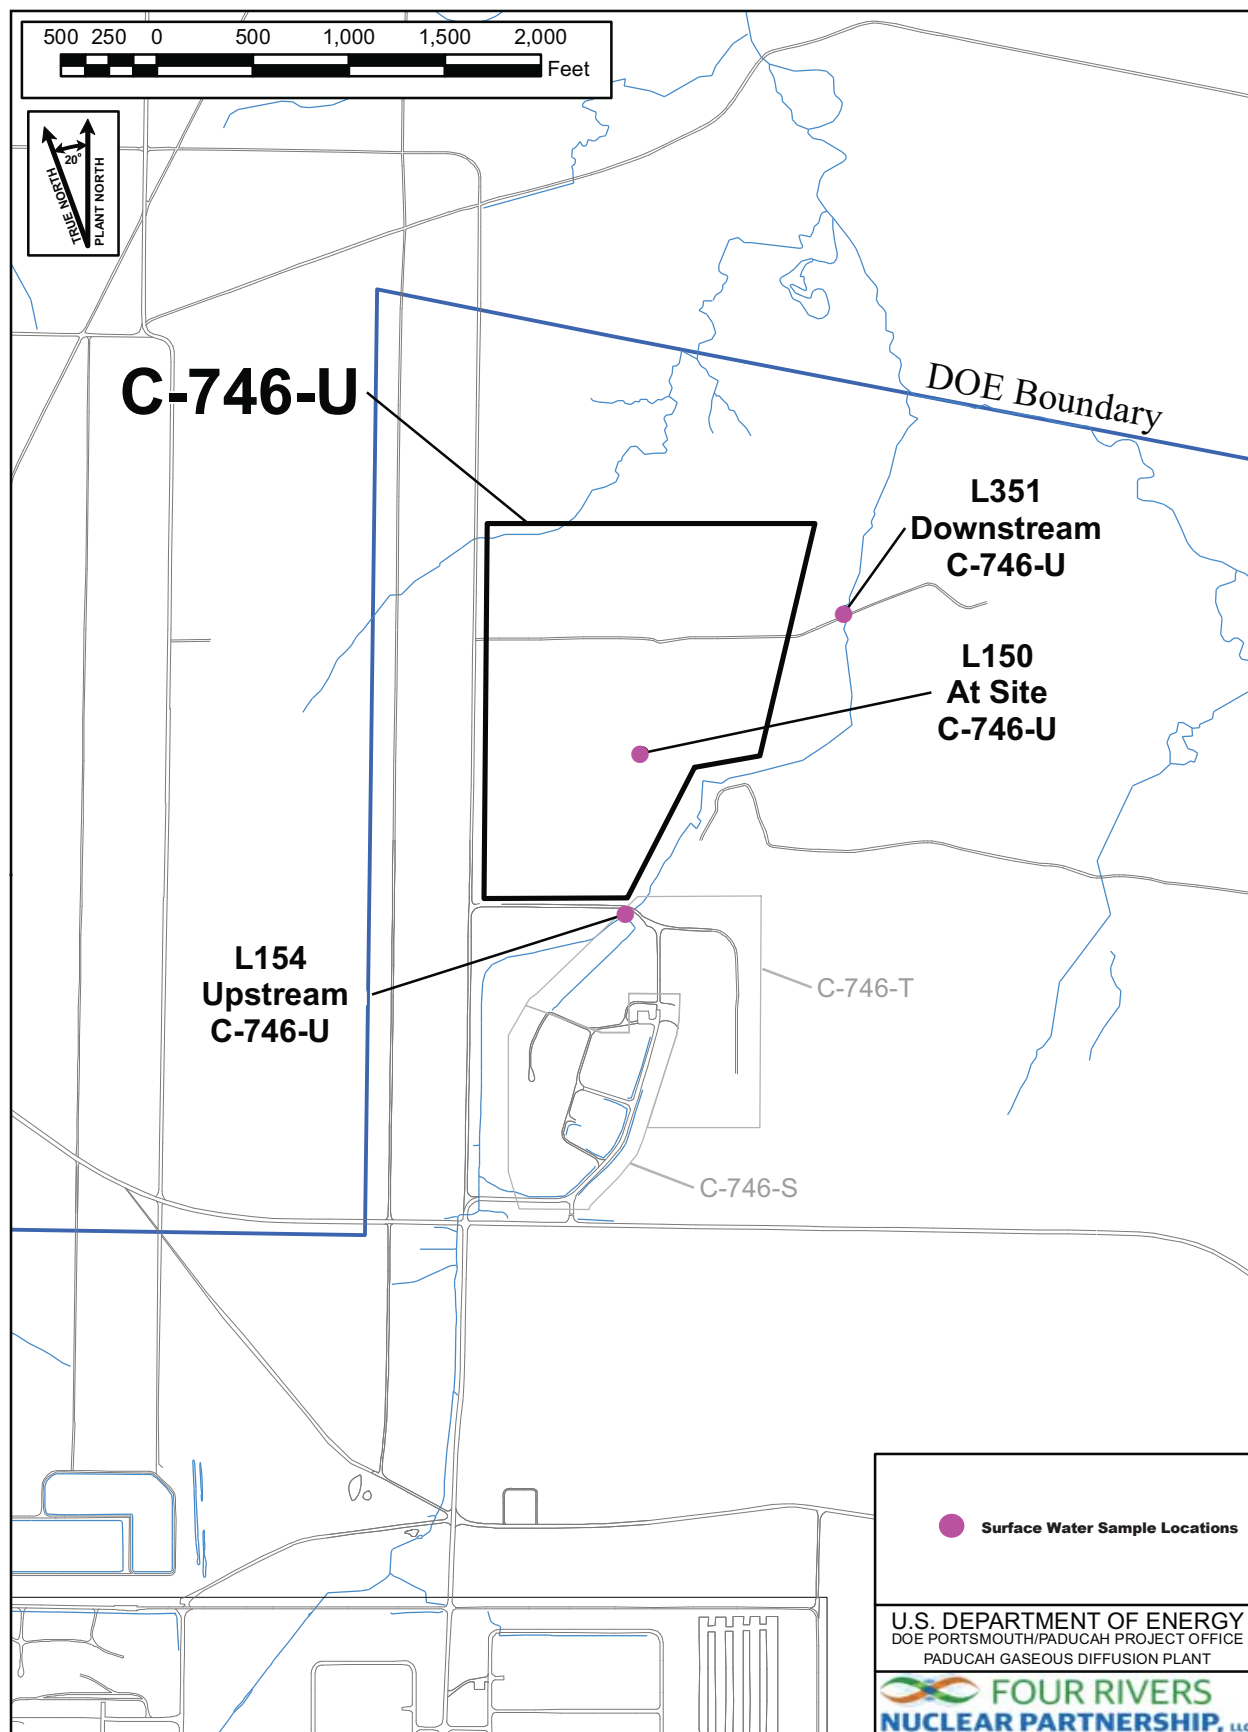 500 250 0 500 1,000 1,500 2,000
Feet
20°
TRUE NORTH
PLANT NORTH
C-746-U
DOE Boundary
L351
Downstream
C-746-U
L150
At Site
C-746-U
L154
Upstream
C-746-U
C-746-T
C-746-S
Surface Water Sample Locations
U.S. DEPARTMENT OF ENERGY
DOE PORTSMOUTH/PADUCAH PROJECT OFFICE
PADUCAH GASEOUS DIFFUSION PLANT
FOUR RIVERS
NUCLEAR PARTNERSHIP,